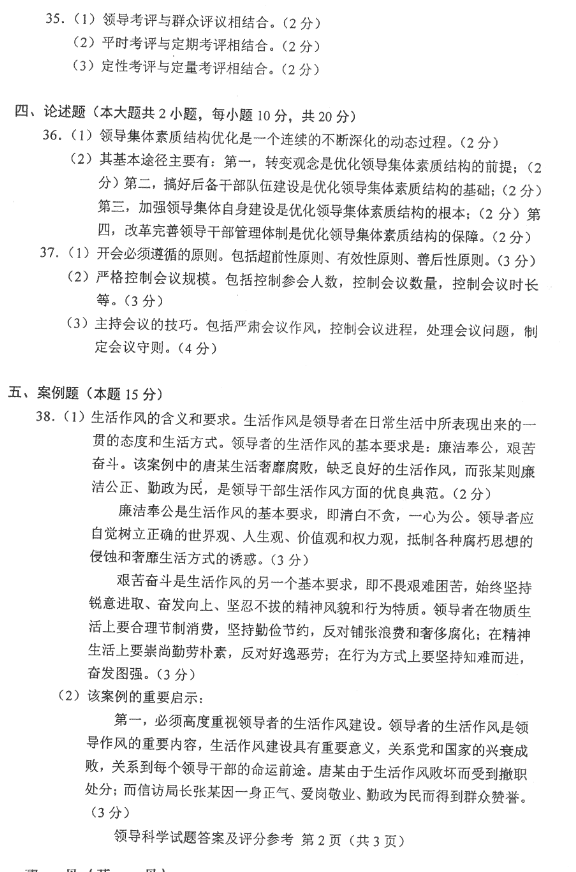 35.（1）领导考评与群众评议相结合。（2 分）
（2）平时考评与定期考评相结合。（2 分）
（3）定性考评与定量考评相结合。（2 分）
四、论述题（本大题共 2 小题，每小题 10 分，共 20 分）
36.（1）领导集体素质结构优化是一个连续的不断深化的动态过程。（2 分）
（2）其基本途径主要有：第一，转变观念是优化领导集体素质结构的前提；（2
分）第二，搞好后备干部队伍建设是优化领导集体素质结构的基础；（2 分）
第三，加强领导集体自身建设是优化领导集体素质结构的根本；（2 分）第
四，改革完善领导干部管理体制是优化领导集体素质结构的保障。（2 分）
37.（1）开会必须遵循的原则。包括超前性原则、有效性原则、善后性原则。（3 分）
（2）严格控制会议规模。包括控制参会人数，控制会议数量，控制会议时长
等。（3 分）
（3）主持会议的技巧。包括严肃会议作风，控制会议进程，处理会议问题，制
定会议守则。（4 分）
五、案例题（本题 15 分）
38.（1）生活作风的含义和要求。生活作风是领导者在日常生活中所表现出来的一
贯的态度和生活方式。领导者的生活作风的基本要求是：廉洁奉公，艰苦
奋斗。该案例中的唐某生活奢靡腐败，缺乏良好的生活作风，而张某则廉
洁公正、勤政为民，是领导干部生活作风方面的优良典范。（2 分）
廉洁奉公是生活作风的基本要求，即清白不贪，一心为公。领导者应
自觉树立正确的世界观、人生观、价值观和权力观，抵制各种腐朽思想的
侵蚀和奢靡生活方式的诱惑。（3 分）
艰苦奋斗是生活作风的另一个基本要求，即不畏艰难困苦，始终坚持
锐意进取、奋发向上、坚忍不拔的精神风貌和行为特质。领导者在物质生
活上要合理节制消费，坚持勤俭节约，反对铺张浪费和奢侈腐化；在精神
生活上要崇尚勤劳朴素，反对好逸恶劳；在行为方式上要坚持知难而进，
奋发图强。（3 分）
（2）该案例的重要启示：
第一，必须高度重视领导者的生活作风建设。领导者的生活作风是领
导作风的重要内容，生活作风建设具有重要意义，关系党和国家的兴衰成
败，关系到每个领导干部的命运前途。唐某由于生活作风败坏而受到撤职
处分；而信访局长张某因一身正气、爱岗敬业、勤政为民而得到群众赞誉。
（3 分）
领导科学试题答案及评分参考 第 2 页（共 3 页）